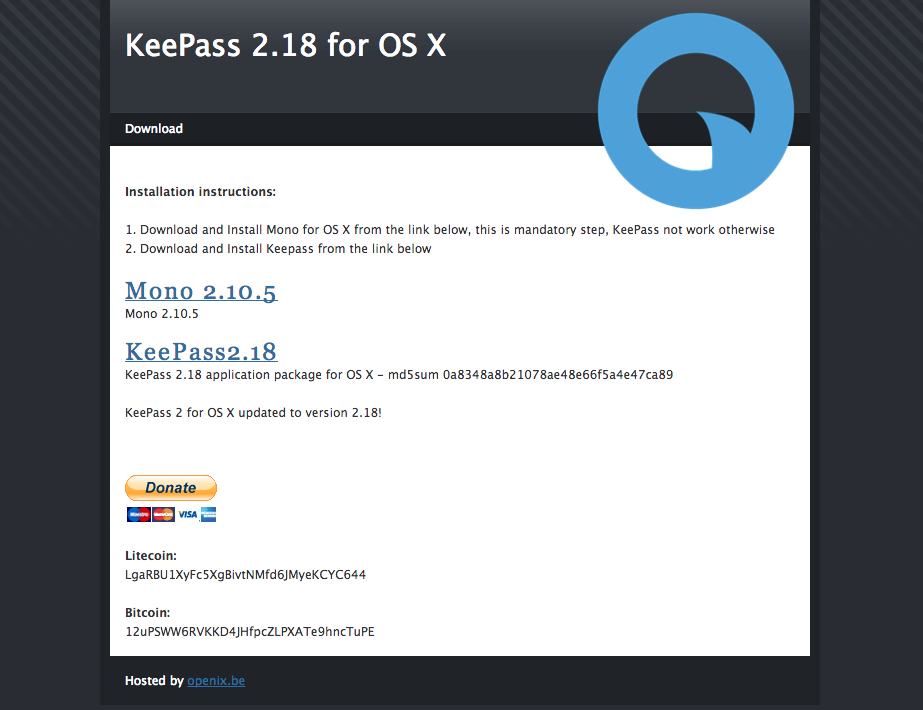 KeePass 2.18 for OS X
Download
Installation instructions:
1. Download and Install Mono for OS X from the link below, this is mandatory step, KeePass not work otherwise
2. Download and Install Keepass from the link below
Mono 2.10.5
Mono 2.10.5
KeePass2.18
KeePass 2.18 application package for OS X - md5sum 0a8348a8b21078ae48e66f5a4e47ca89
KeePass 2 for OS X updated to version 2.18!
Donate
Maestro MasterCard VISA
Litecoin:
LgaRBU1XyFc5XgBivtNMfd6JMyeKCYC644
Bitcoin:
12uPSWW6RVKKD4JHfpcZLPXATe9hncTuPE
Hosted by openix.be